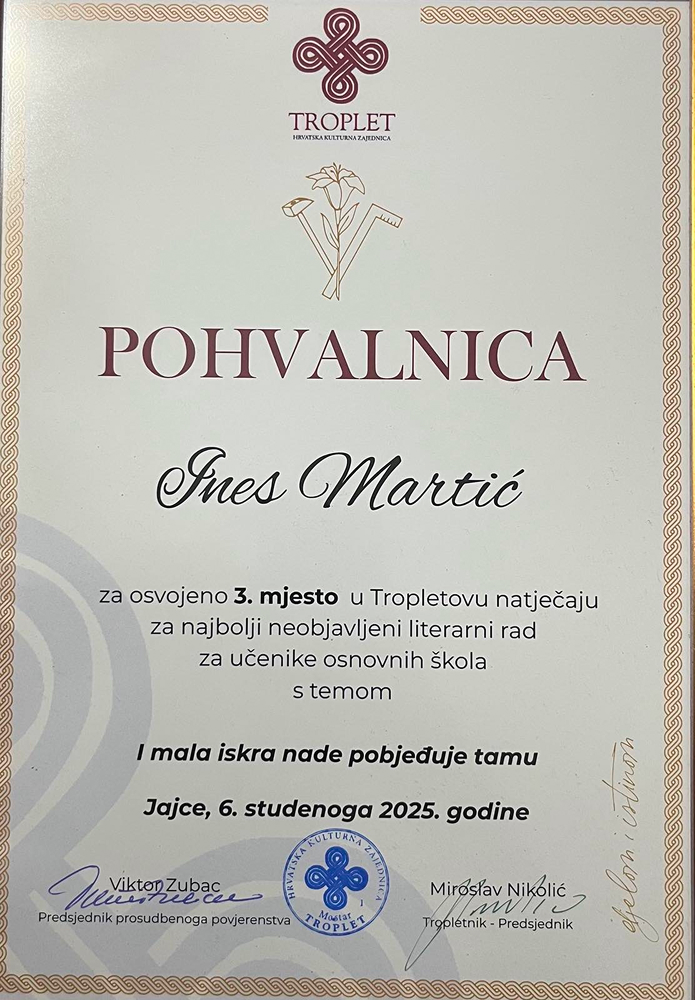 TROPLET
HRVATSKA KULTURNA ZAJEDNICA
POHVALNICA
Ines Martić
za osvojeno 3. mjesto u Tropletovu natječaju
za najbolji neobjavljeni literarni rad
za učenike osnovnih škola
s temom
I mala iskra nade pobjeđuje tamu
Jajce, 6. studenoga 2025. godine
Viktor Zubac
Predsjednik prosudbenoga povjerenstva
HRVATSKA KULTURNA ZAJEDNICA
1
Mostar
TROPLET
Miroslav Nikolić
Tropletnik - Predsjednik
djelom i istinom